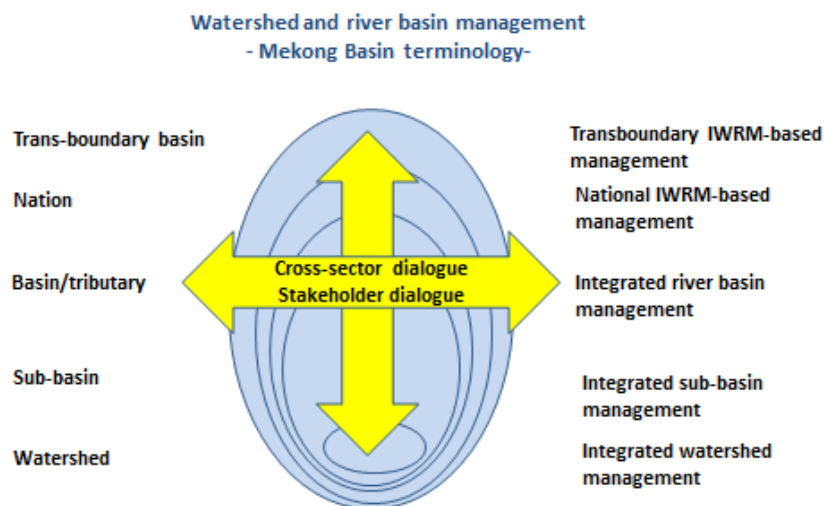 Watershed and river basin management
- Mekong Basin terminology-
Trans-boundary basin
Nation
Basin/tributary
Sub-basin
Watershed
Cross-sector dialogue
Stakeholder dialogue
Transboundary IWRM-based
management
National IWRM-based
management
Integrated river basin
management
Integrated sub-basin
management
Integrated watershed
management